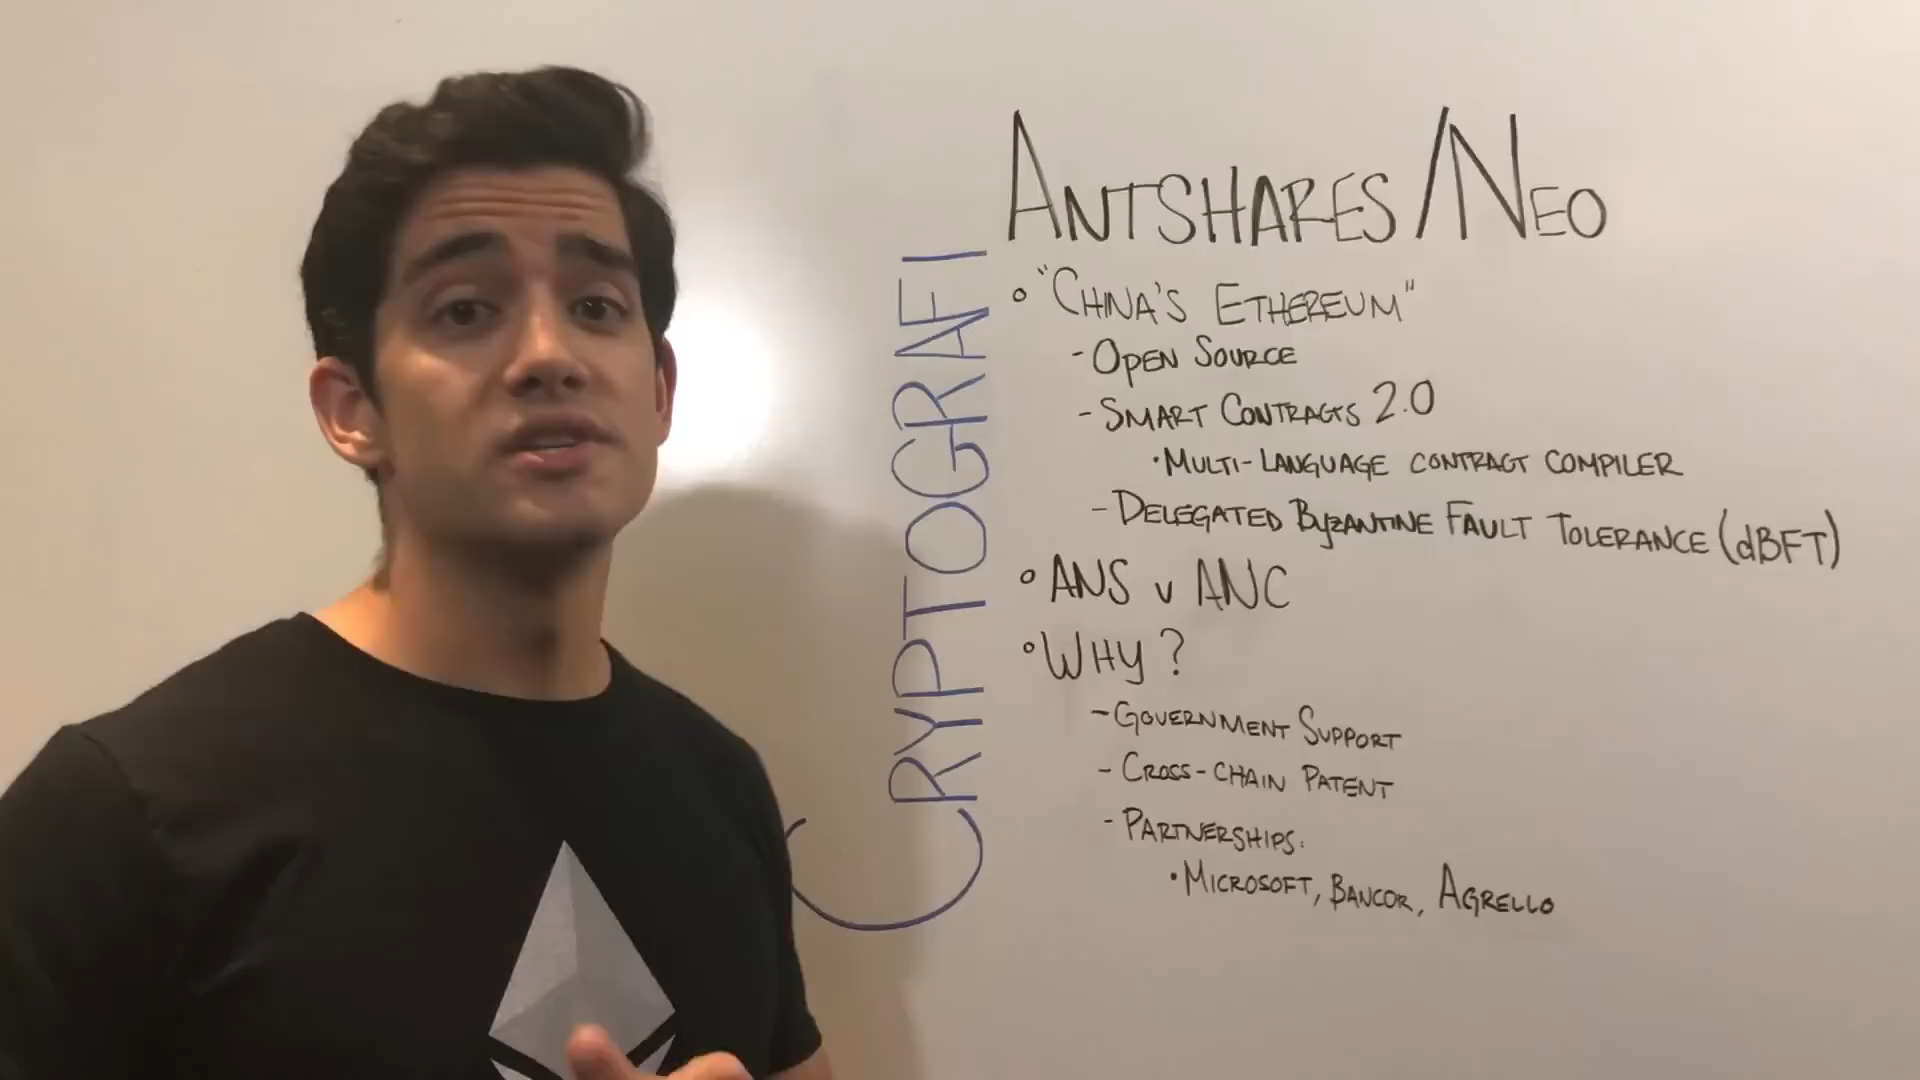 ANTSHARES/NEO
CRYPTOGRAFI
◦ "CHINA'S ETHEREUM"
- OPEN SOURCE
- SMART CONTRACTS 2.0
• MULTI-LANGUAGE CONTRACT COMPILER
- DELEGATED BYZANTINE FAULT TOLERANCE (dBFT)
◦ ANS v ANC
◦ WHY?
- GOVERNMENT SUPPORT
- CROSS-CHAIN PATENT
- PARTNERSHIPS:
• MICROSOFT, BANCOR, AGRELLO